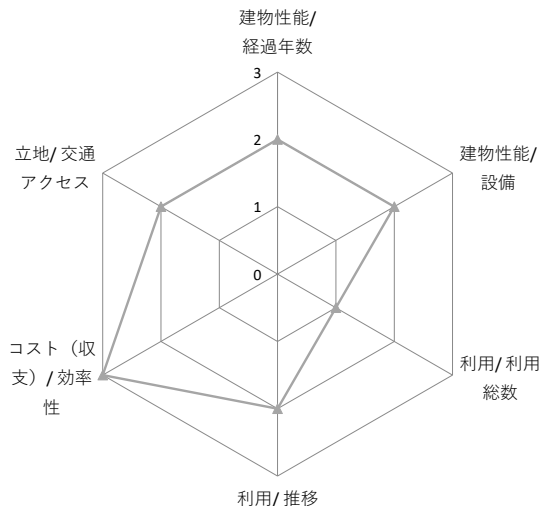 建物性能/
経過年数
3
立地/ 交通
アクセス
2
建物性能/
設備
1
0
コスト（収
支）/ 効率
性
利用/ 利用
総数
利用/ 推移